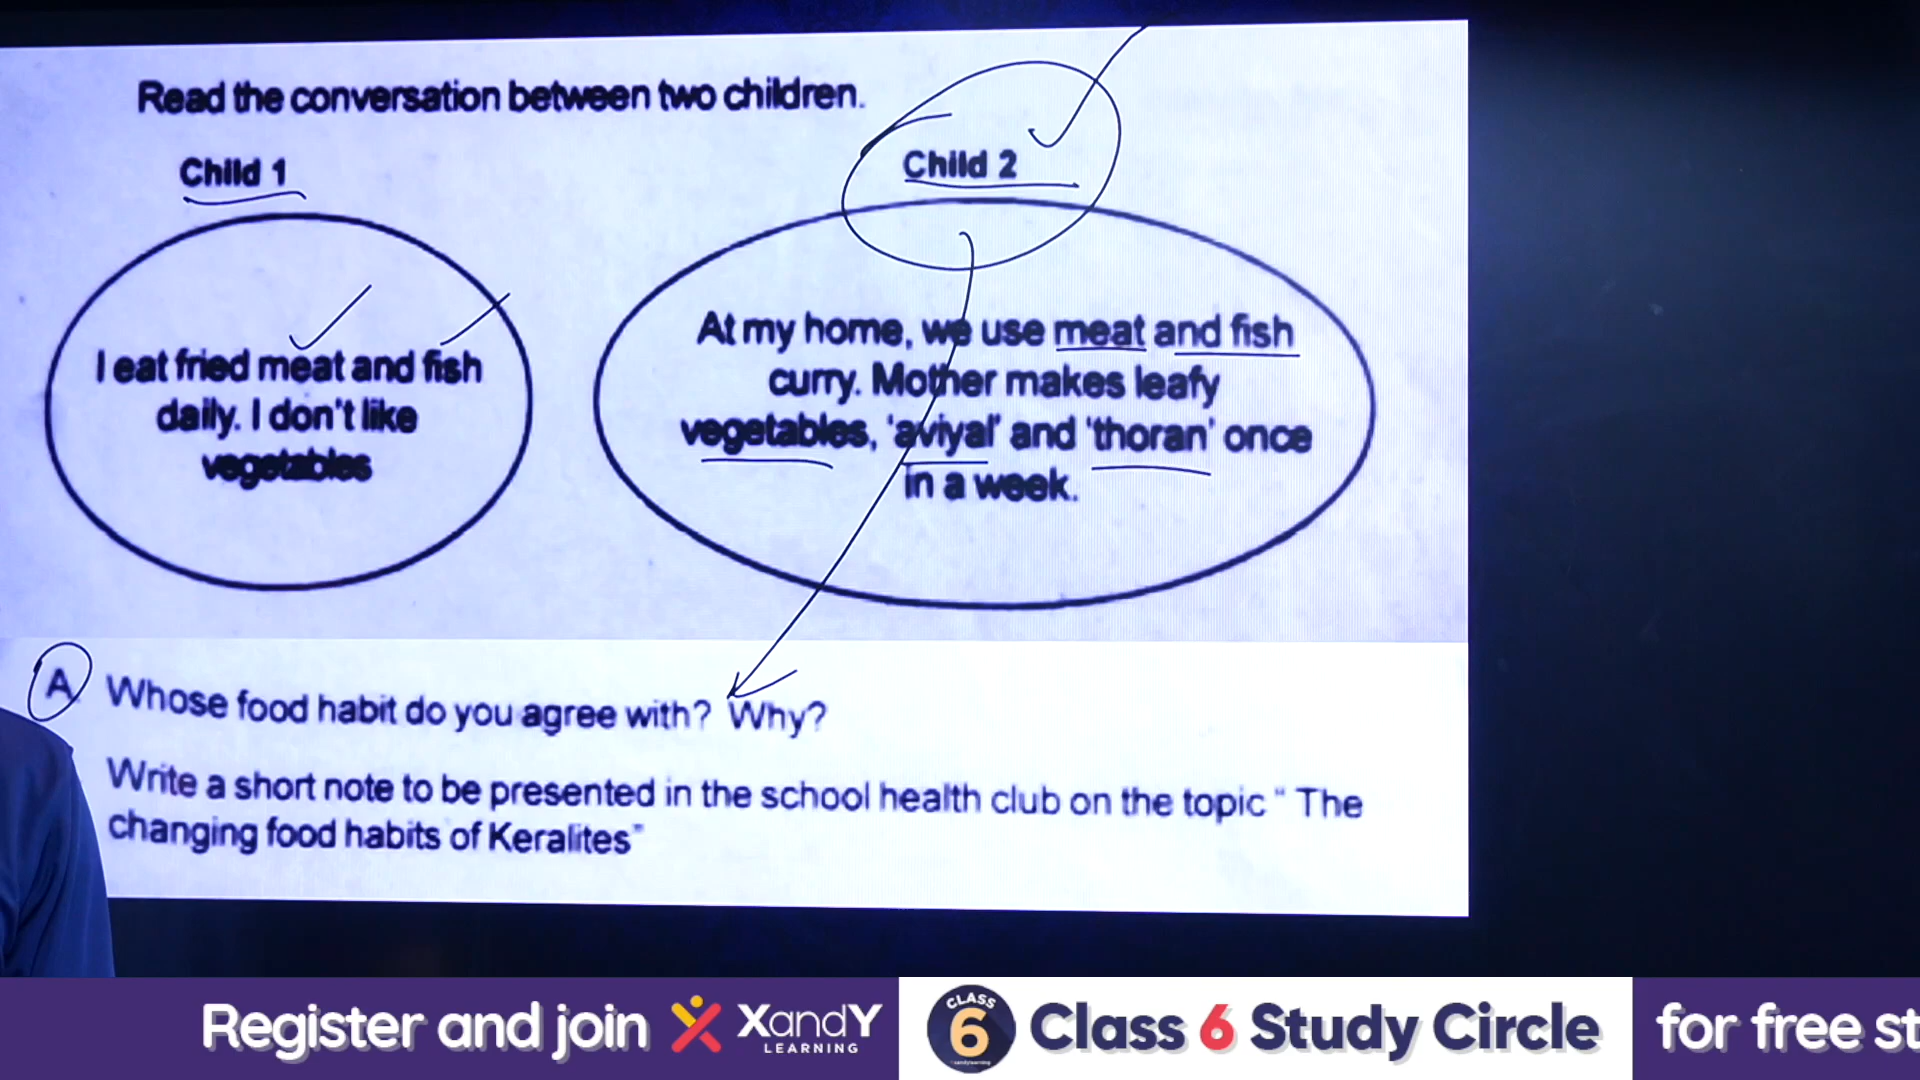 Read the conversation between two children.
Child 1
Child 2
I eat fried meat and fish
daily. I don't like
vegetables
At my home, we use meat and fish
curry. Mother makes leafy
vegetables, 'aviyal' and 'thoran' once
in a week.
A Whose food habit do you agree with? Why?
Write a short note to be presented in the school health club on the topic " The
changing food habits of Keralites"
Register and join XandY LEARNING CLASS 6 Class 6 Study Circle for free st